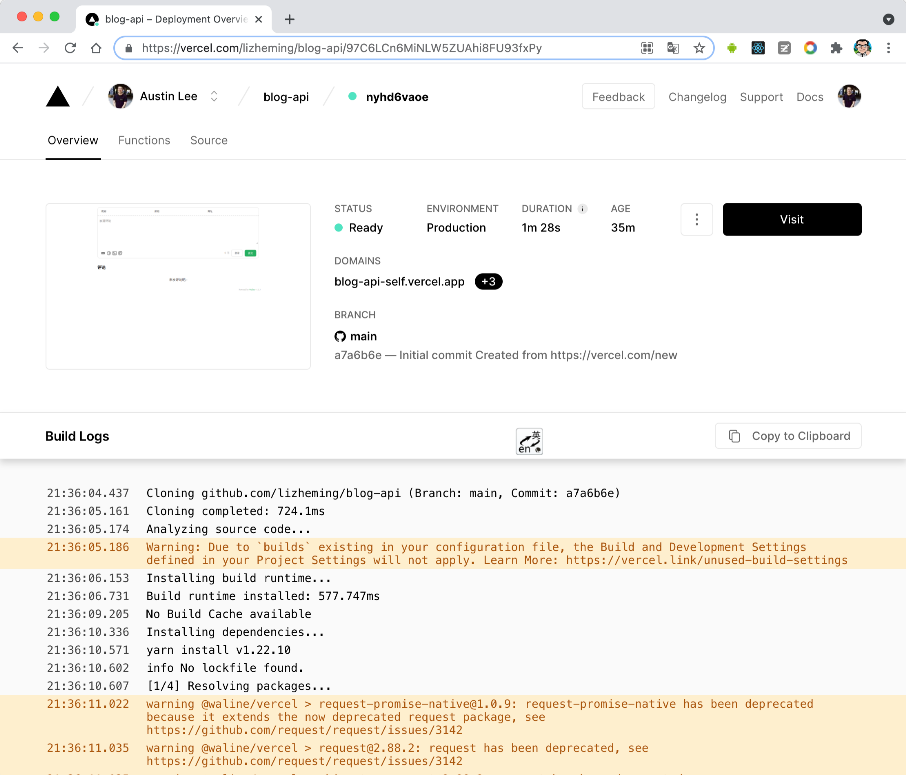 blog-api – Deployment Overvie
https://vercel.com/lizheming/blog-api/97C6LCn6MiNLW5ZUAhi8FU93fxPy
Austin Lee
blog-api
nyhd6vaoe
Feedback
Changelog
Support
Docs
Overview
Functions
Source
STATUS
ENVIRONMENT
DURATION
AGE
Ready
Production
1m 28s
35m
Visit
DOMAINS
blog-api-self.vercel.app
+3
BRANCH
main
a7a6b6e — Initial commit Created from https://vercel.com/new
Build Logs
英
en
Copy to Clipboard
21:36:04.437 Cloning github.com/lizheming/blog-api (Branch: main, Commit: a7a6b6e)
21:36:05.161 Cloning completed: 724.1ms
21:36:05.174 Analyzing source code...
21:36:05.186 Warning: Due to `builds` existing in your configuration file, the Build and Development Settings
defined in your Project Settings will not apply. Learn More: https://vercel.link/unused-build-settings
21:36:06.153 Installing build runtime...
21:36:06.731 Build runtime installed: 577.747ms
21:36:09.205 No Build Cache available
21:36:10.336 Installing dependencies...
21:36:10.571 yarn install v1.22.10
21:36:10.602 info No lockfile found.
21:36:10.607 [1/4] Resolving packages...
21:36:11.022 warning @waline/vercel > request-promise-native@1.0.9: request-promise-native has been deprecated
because it extends the now deprecated request package, see
https://github.com/request/request/issues/3142
21:36:11.035 warning @waline/vercel > request@2.88.2: request has been deprecated, see
https://github.com/request/request/issues/3142